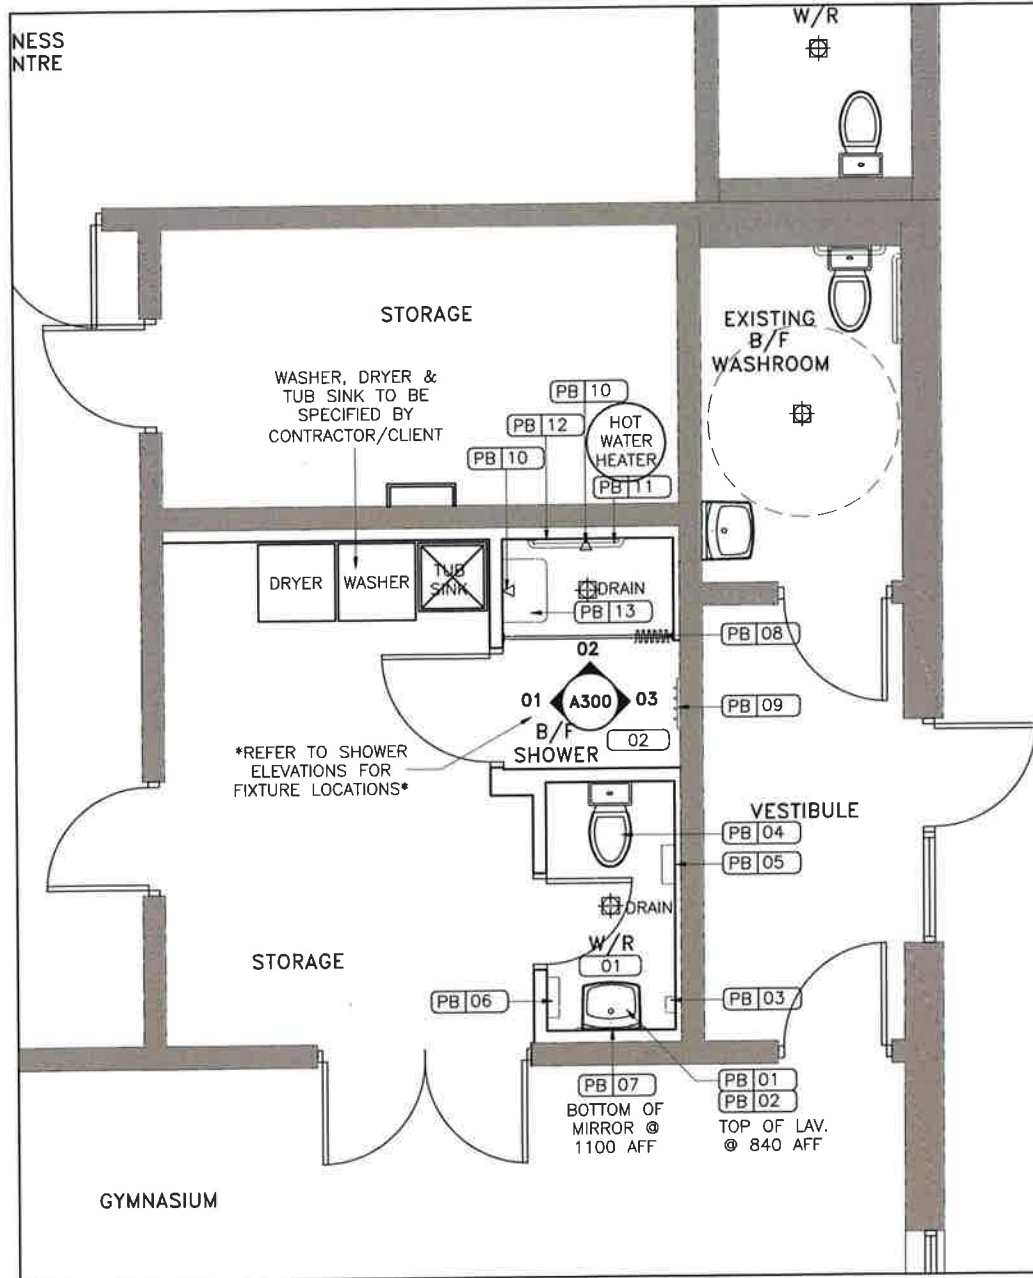 NESS
NTRE
W/R
STORAGE
EXISTING
B/F
WASHROOM
WASHER, DRYER &
TUB SINK TO BE
SPECIFIED BY
CONTRACTOR/CLIENT
PB 10
PB 12
PB 10
HOT
WATER
HEATER
PB 11
DRYER
WASHER
TUB
SINK
DRAIN
PB 13
PB 08
02
01
A300
03
PB 09
B/F
SHOWER
02
*REFER TO SHOWER
ELEVATIONS FOR
FIXTURE LOCATIONS*
VESTIBULE
PB 04
PB 05
DRAIN
W/R
01
STORAGE
PB 06
PB 03
PB 07
BOTTOM OF
MIRROR @
1100 AFF
PB 01
PB 02
TOP OF LAV.
@ 840 AFF
GYMNASIUM